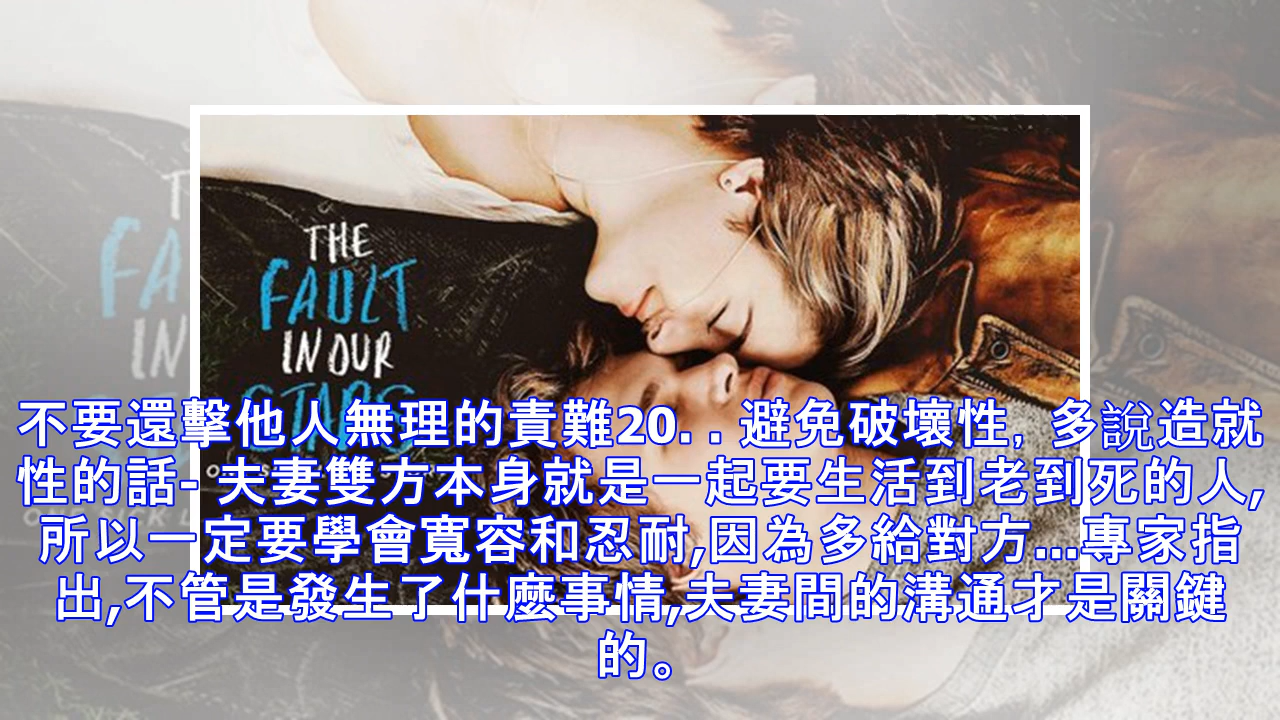 THE
FAULT
IN OUR
STARS
不要還擊他人無理的責難20. . 避免破壞性, 多說造就
性的話- 夫妻雙方本身就是一起要生活到老到死的人,
所以一定要學會寬容和忍耐,因為多給對方...專家指
出,不管是發生了什麼事情,夫妻間的溝通才是關鍵
的。